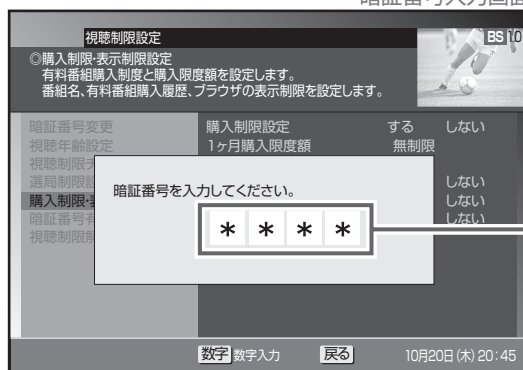 暗証番号入力画面
視聴制限設定
BS 10
◎購入制限・表示制限設定
有料番組購入制度と購入限度額を設定します。
番組名、有料番組購入履歴、ブラウザの表示制限を設定します。
暗証番号変更 購入制限設定 する しない
視聴年齢設定 1ヶ月購入限度額 無制限
視聴制限
選局制限 しない
購入制限・ しない
暗証番号 しない
視聴制限
暗証番号を入力してください。
* * * *
数字 数字入力 戻る 10月20日(木)20:45